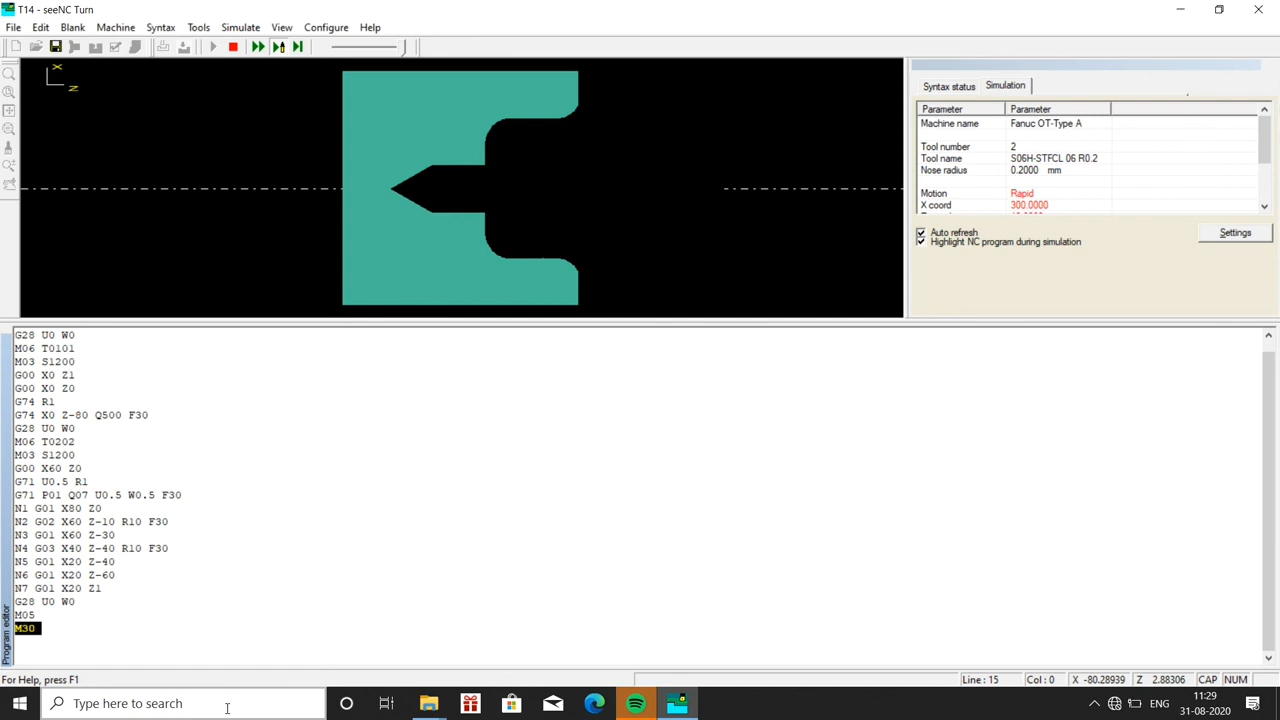 T14 - seeNC Turn
File Edit Blank Machine Syntax Tools Simulate View Configure Help
X
Z
Syntax status Simulation
Parameter Parameter
Machine name Fanuc OT-Type A
Tool number 2
Tool name S06H-STFCL 06 R0.2
Nose radius 0.2000 mm
Motion Rapid
X coord 300.0000
Auto refresh
Highlight NC program during simulation
Settings
G28 U0 W0
M06 T0101
M03 S1200
G00 X0 Z1
G00 X0 Z0
G74 R1
G74 X0 Z-80 Q500 F30
G28 U0 W0
M06 T0202
M03 S1200
G00 X60 Z0
G71 U0.5 R1
G71 P01 Q07 U0.5 W0.5 F30
N1 G01 X80 Z0
N2 G02 X60 Z-10 R10 F30
N3 G01 X60 Z-30
N4 G03 X40 Z-40 R10 F30
N5 G01 X20 Z-40
N6 G01 X20 Z-60
N7 G01 X20 Z1
G28 U0 W0
M05
M30
Program editor
For Help, press F1
Line : 15 Col : 0 X -80.28939 Z 2.88306 CAP NUM
Type here to search
ENG
11:29
31-08-2020